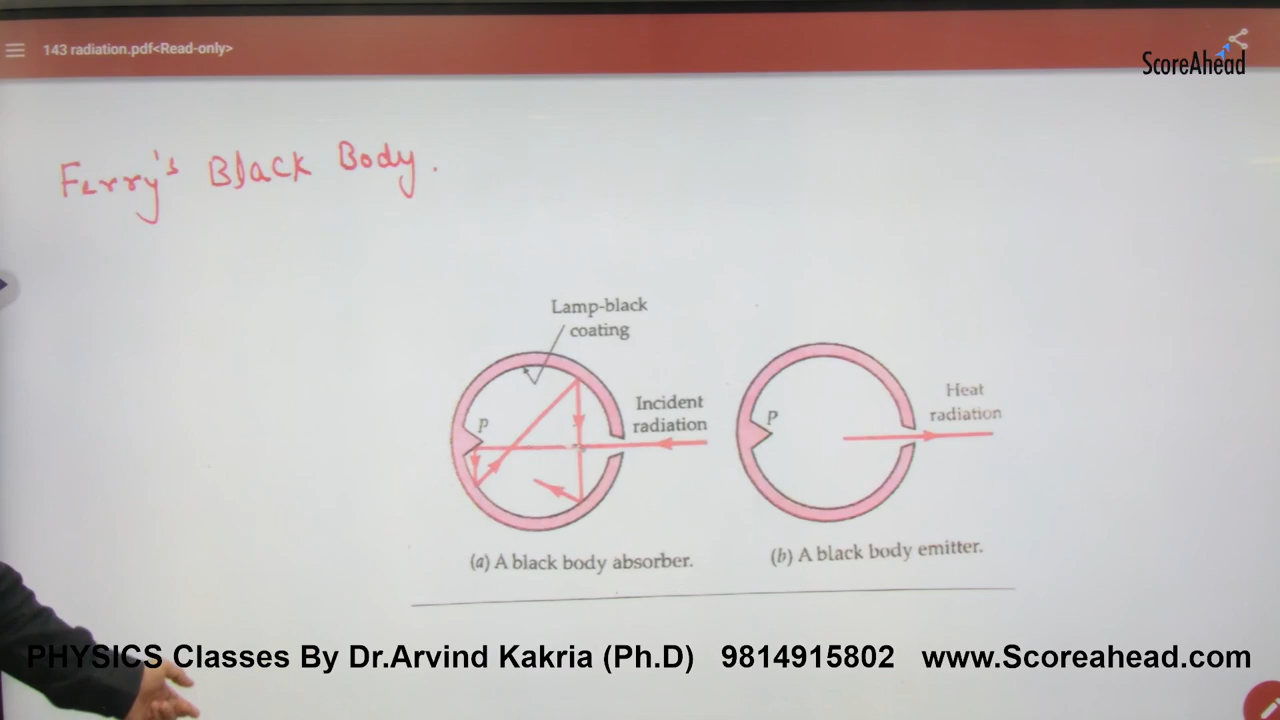 143 radiation.pdf<Read-only>
ScoreAhead
Ferry's Black Body.
Lamp-black
coating
P
Incident
radiation
(a) A black body absorber.
P
Heat
radiation
(b) A black body emitter.
PHYSICS Classes By Dr.Arvind Kakria (Ph.D) 9814915802 www.Scoreahead.com